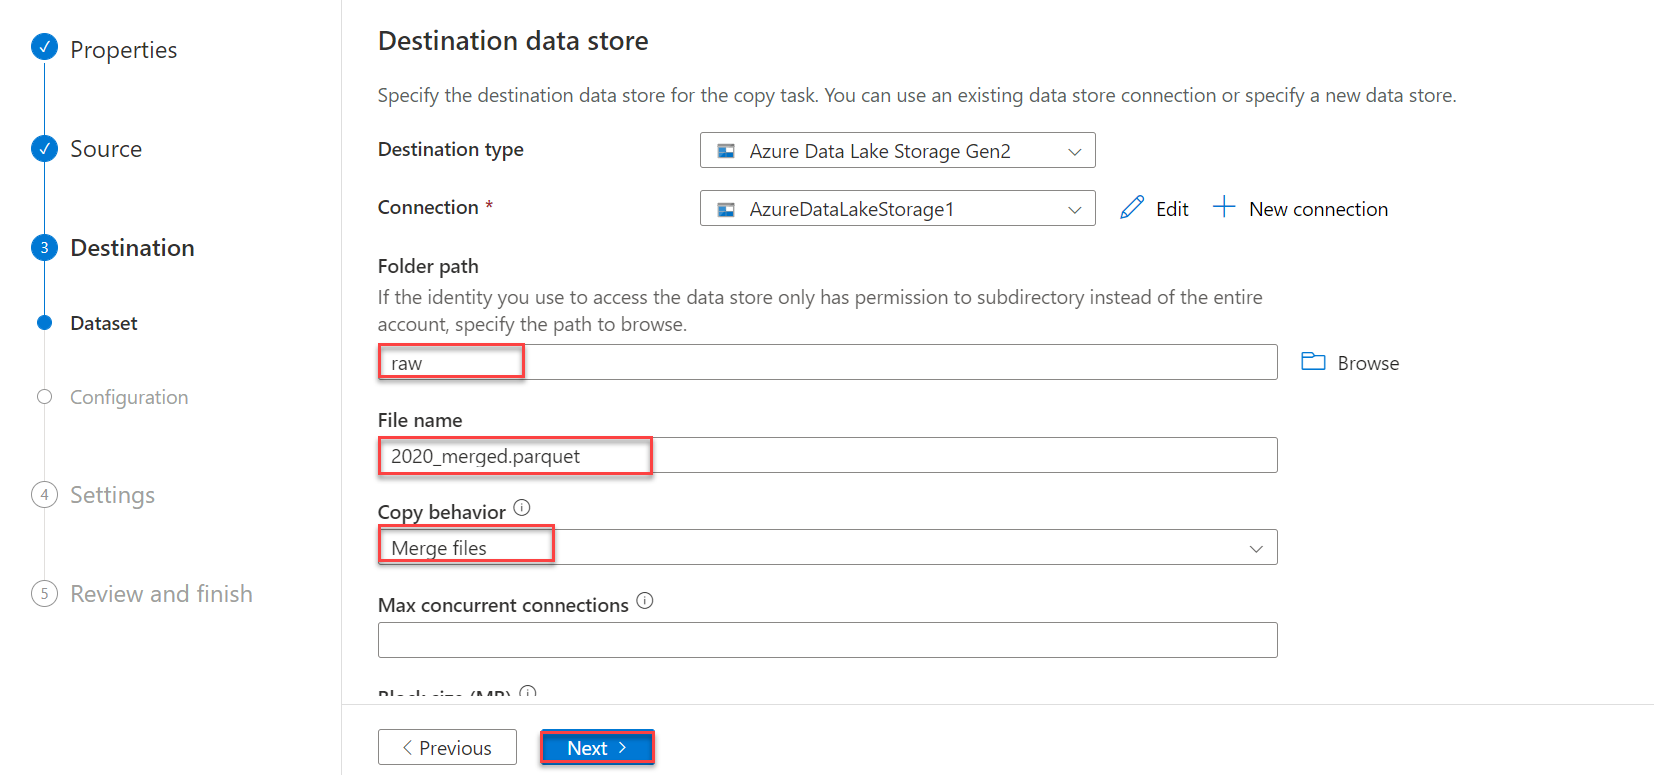 Properties
Source
3 Destination
Dataset
Configuration
4 Settings
5 Review and finish
Destination data store
Specify the destination data store for the copy task. You can use an existing data store connection or specify a new data store.
Destination type
Azure Data Lake Storage Gen2
Connection *
AzureDataLakeStorage1
Edit
New connection
Folder path
If the identity you use to access the data store only has permission to subdirectory instead of the entire
account, specify the path to browse.
raw
Browse
File name
2020_merged.parquet
Copy behavior
Merge files
Max concurrent connections
Block size (MB)
Previous
Next